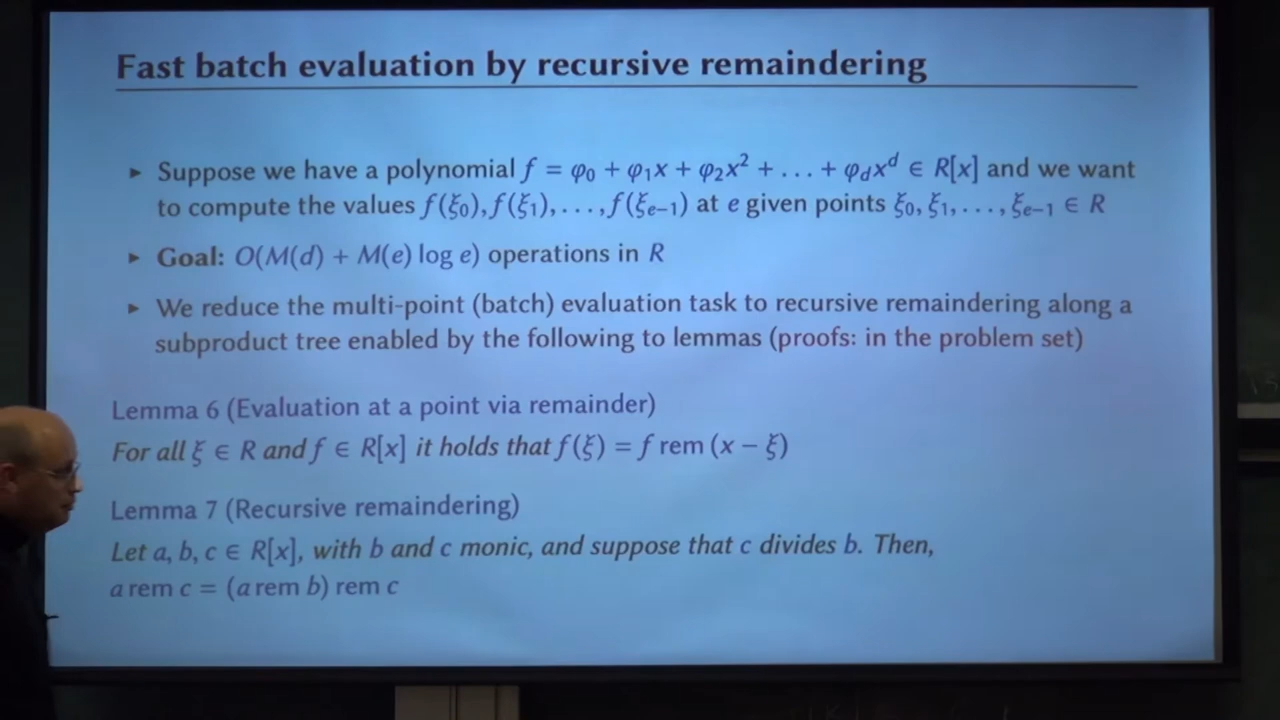 Fast batch evaluation by recursive remaindering
▸ Suppose we have a polynomial f = φ₀ + φ₁x + φ₂x² + … + φ_d x^d ∈ R[x] and we want
to compute the values f(ξ₀), f(ξ₁), …, f(ξ_{e−1}) at e given points ξ₀, ξ₁, …, ξ_{e−1} ∈ R
▸ Goal: O(M(d) + M(e) log e) operations in R
▸ We reduce the multi-point (batch) evaluation task to recursive remaindering along a
subproduct tree enabled by the following to lemmas (proofs: in the problem set)
Lemma 6 (Evaluation at a point via remainder)
For all ξ ∈ R and f ∈ R[x] it holds that f(ξ) = f rem (x − ξ)
Lemma 7 (Recursive remaindering)
Let a, b, c ∈ R[x], with b and c monic, and suppose that c divides b. Then,
a rem c = (a rem b) rem c